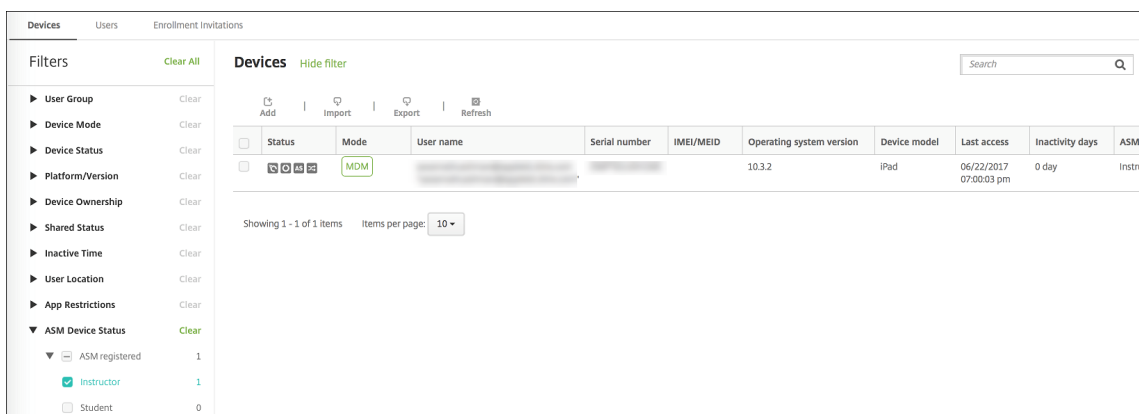 Devices Users Enrollment Invitations
Filters Clear All
User Group Clear
Device Mode Clear
Device Status Clear
Platform/Version Clear
Device Ownership Clear
Shared Status Clear
Inactive Time Clear
User Location Clear
App Restrictions Clear
ASM Device Status Clear
ASM registered 1
Instructor 1
Student 0
Devices Hide filter
Search
Add | Import | Export | Refresh
Status Mode User name Serial number IMEI/MEID Operating system version Device model Last access Inactivity days ASM
AS MDM 10.3.2 iPad 06/22/2017 0 day Instr
07:00:03 pm
Showing 1 - 1 of 1 items Items per page: 10